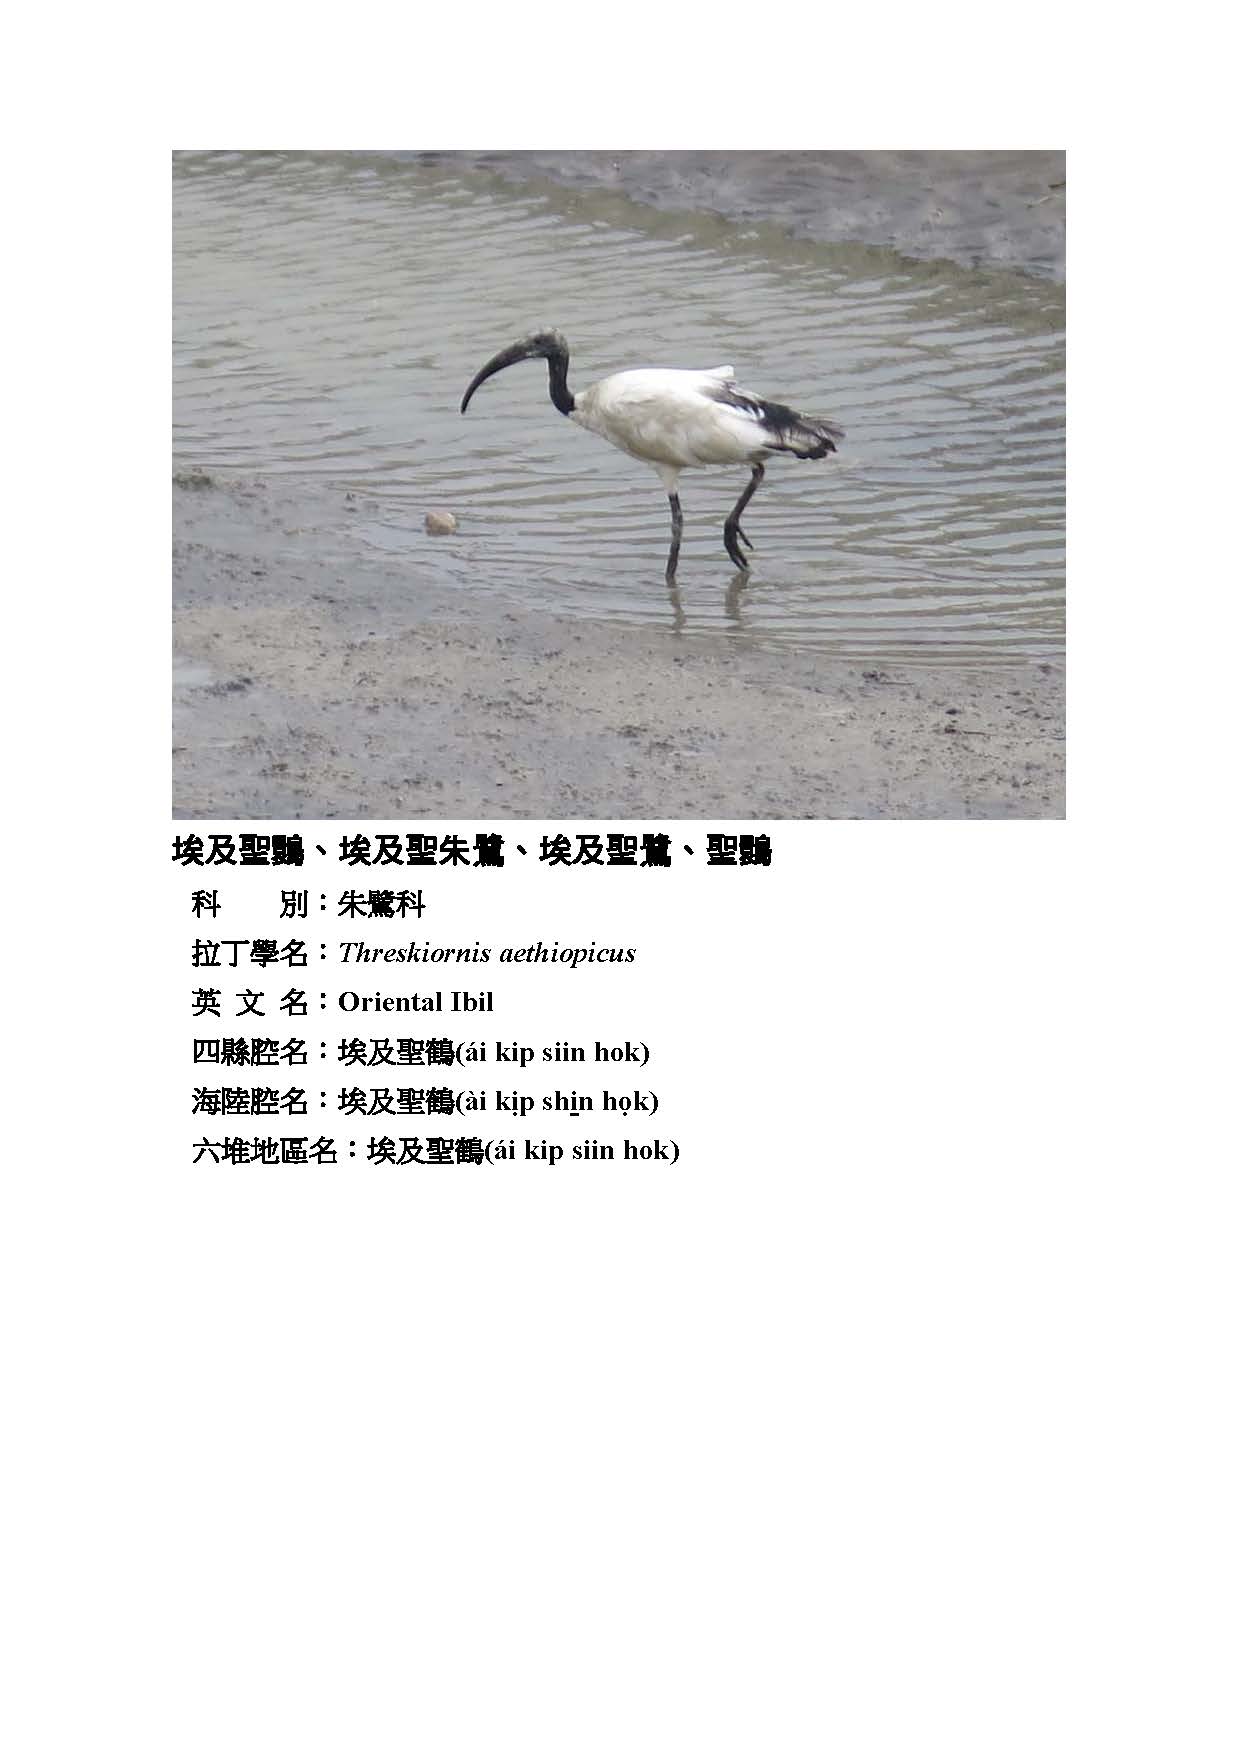 埃及聖䴉、埃及聖朱鷺、埃及聖鷺、聖䴉
科　　別：朱鷺科
拉丁學名：Threskiornis aethiopicus
英 文 名：Oriental Ibil
四縣腔名：埃及聖鶴(ái kip siin hok)
海陸腔名：埃及聖鶴(ài kịp shi̲n họk)
六堆地區名：埃及聖鶴(ái kip siin hok)